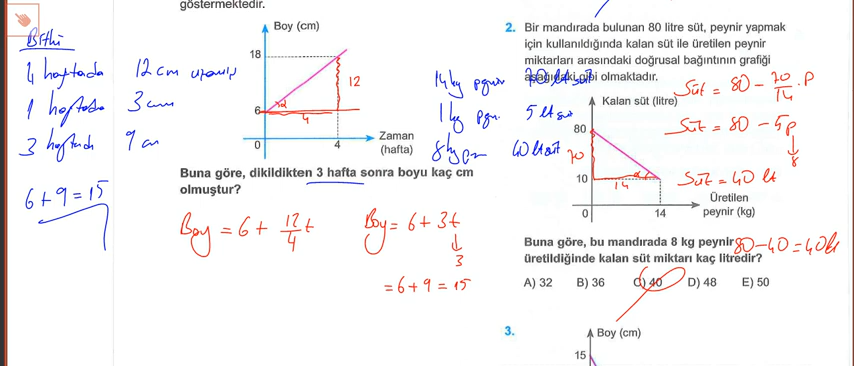 göstermektedir.
Bitki
4 haftada 12 cm uzamış
1 haftada 3 cm
3 haftada 9 cm
6+9=15
Boy (cm)
18
12
α
6
4
0
4
Zaman
(hafta)
Buna göre, dikildikten 3 hafta sonra boyu kaç cm
olmuştur?
Boy = 6 + 12/4 t
Boy = 6 + 3t
3
= 6+9 = 15
2. Bir mandırada bulunan 80 litre süt, peynir yapmak
için kullanıldığında kalan süt ile üretilen peynir
miktarları arasındaki doğrusal bağıntının grafiği
aşağıdaki gibi olmaktadır.
14 kg peynir 70 lt süt
1 kg pey. 5 lt süt
8 kg 40 lt süt
Kalan süt (litre)
80
70
10
14
α
0
14
Üretilen
peynir (kg)
Süt = 80 - 70/14 . P
Süt = 80 - 5p
8
Süt = 40 lt
Buna göre, bu mandırada 8 kg peynir
üretildiğinde kalan süt miktarı kaç litredir?
80-40=40lt
A) 32 B) 36 C) 40 D) 48 E) 50
3.
Boy (cm)
15